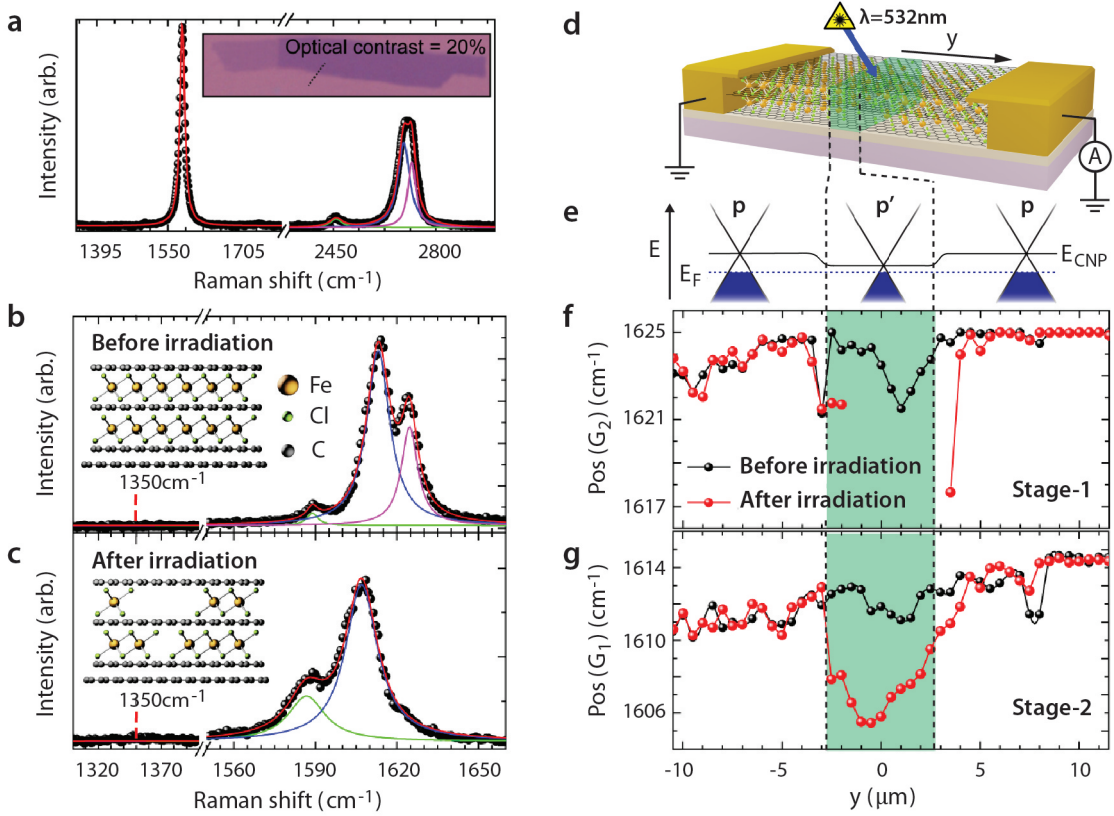 a
Optical contrast = 20%
Intensity (arb.)
1395 1550 1705 2450 2800
Raman shift (cm-1)
b
Before irradiation
Fe
Cl
C
1350cm-1
Intensity (arb.)
c
After irradiation
1350cm-1
Intensity (arb.)
1320 1370 1560 1590 1620 1650
Raman shift (cm-1)
d
λ=532nm
y
A
e
E
EF
p p' p
ECNP
f
1625
1621
1617
Pos (G2) (cm-1)
Before irradiation
After irradiation
Stage-1
g
1614
1610
1606
Pos (G1) (cm-1)
Stage-2
-10 -5 0 5 10
y (μm)